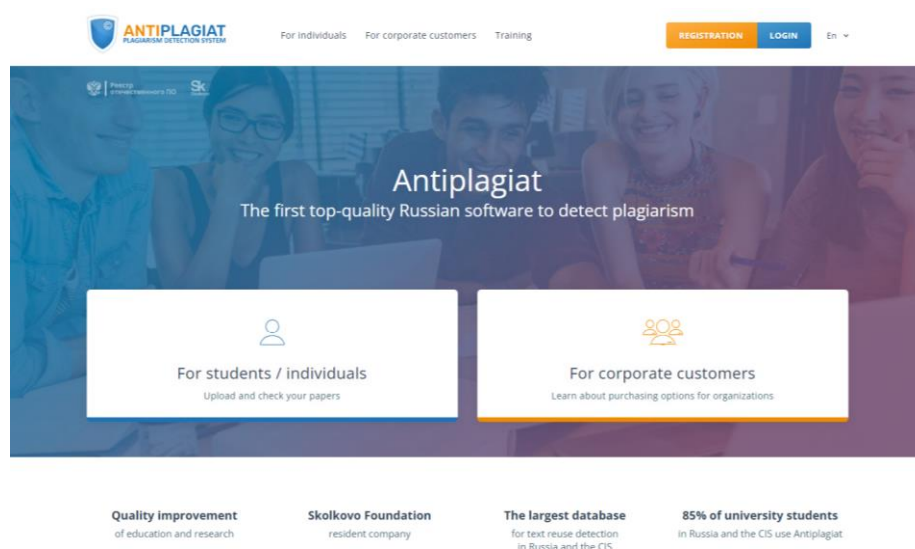 ANTIPLAGIAT
PLAGIARISM DETECTION SYSTEM
For individuals For corporate customers Training
REGISTRATION LOGIN En
Реестр
отечественного ПО
Sk
Antiplagiat
The first top-quality Russian software to detect plagiarism
For students / individuals
Upload and check your papers
For corporate customers
Learn about purchasing options for organizations
Quality improvement
of education and research
Skolkovo Foundation
resident company
The largest database
for text reuse detection
in Russia and the CIS
85% of university students
in Russia and the CIS use Antiplagiat